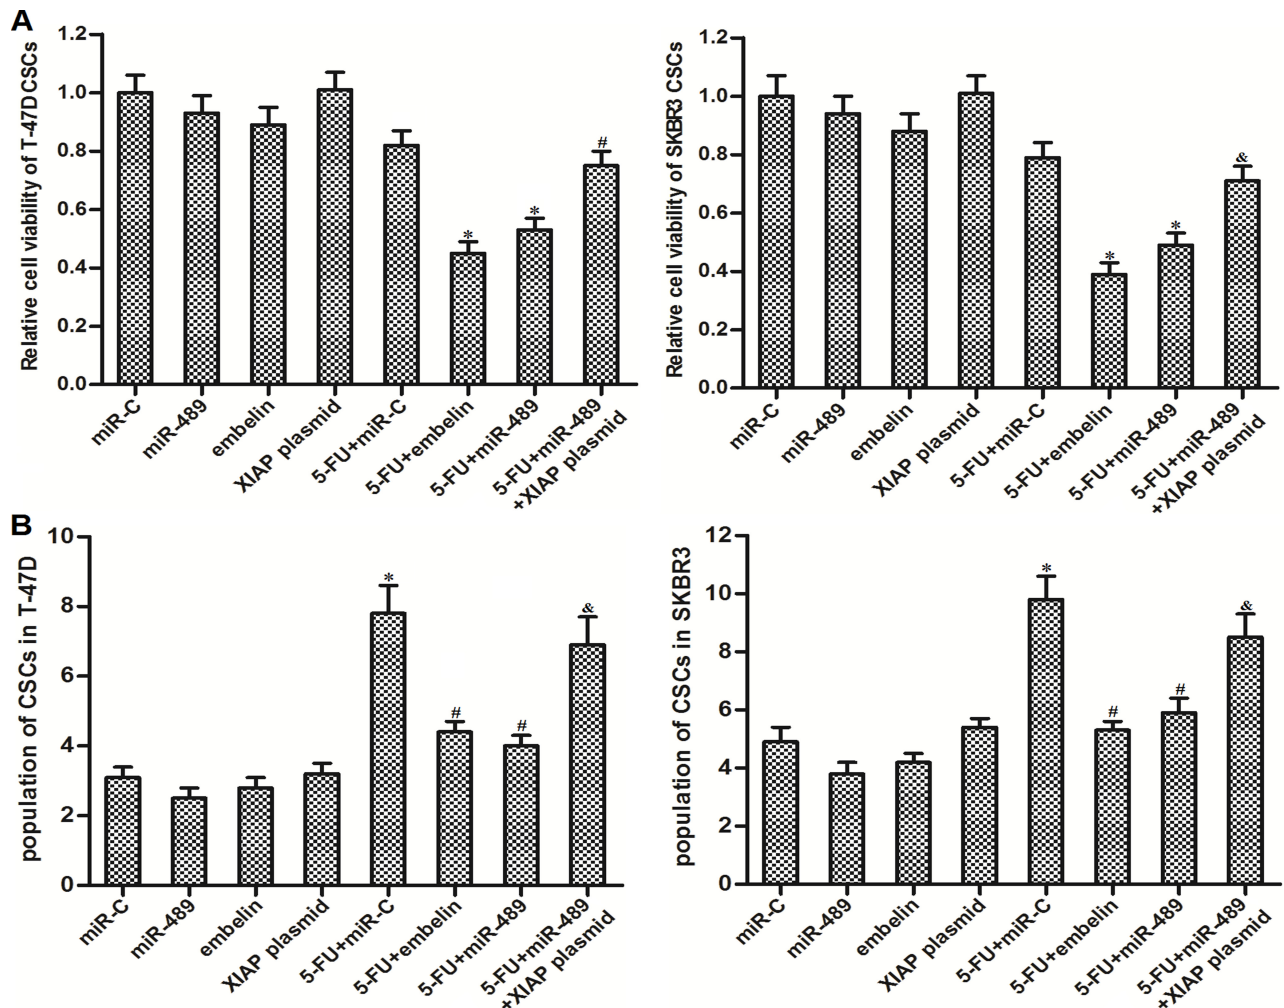 A
Relative cell viability of T-47DCSCs
1.2
1.0
0.8
0.6
0.4
0.2
0.0
*
*
#
miR-C
miR-489
embelin
XIAP plasmid
5-FU+miR-C
5-FU+embelin
5-FU+miR-489
5-FU+miR-489
+XIAP plasmid
Relative cell viability of SKBR3 CSCs
1.2
1.0
0.8
0.6
0.4
0.2
0.0
*
*
&
miR-C
miR-489
embelin
XIAP plasmid
5-FU+miR-C
5-FU+embelin
5-FU+miR-489
5-FU+miR-489
+XIAP plasmid
B
population of CSCs in T-47D
10
8
6
4
2
0
*
#
#
&
miR-C
miR-489
embelin
XIAP plasmid
5-FU+miR-C
5-FU+embelin
5-FU+miR-489
5-FU+miR-489
+XIAP plasmid
population of CSCs in SKBR3
12
10
8
6
4
2
0
*
#
#
&
miR-C
miR-489
embelin
XIAP plasmid
5-FU+miR-C
5-FU+embelin
5-FU+miR-489
5-FU+miR-489
+XIAP plasmid